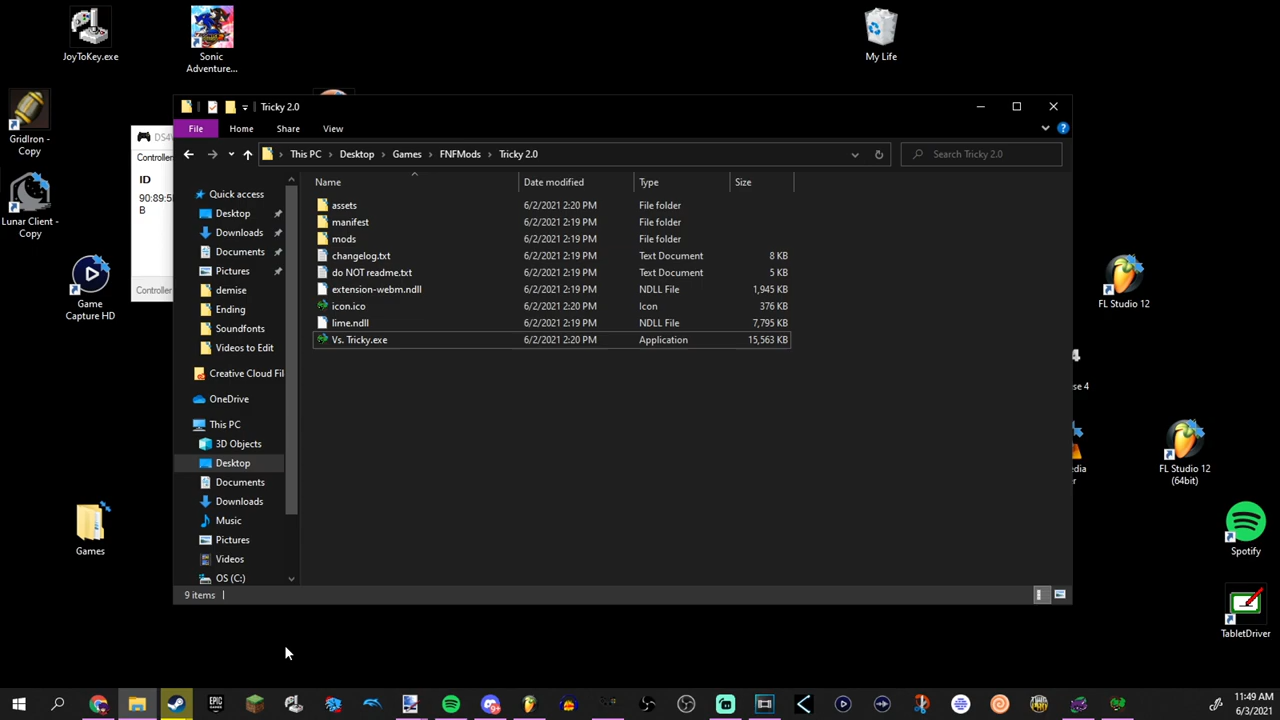 JoyToKey.exe
Sonic
Adventure...
My Life
GridIron -
Copy
Lunar Client -
Copy
Game
Capture HD
Games
FL Studio 12
FL Studio 12
(64bit)
Spotify
TabletDriver
Controller
ID
B
Controller
Tricky 2.0
File Home Share View
This PC Desktop Games FNFMods Tricky 2.0
Search Tricky 2.0
Quick access
Desktop
Downloads
Documents
Pictures
demise
Ending
Soundfonts
Videos to Edit
Creative Cloud Fil
OneDrive
This PC
3D Objects
Desktop
Documents
Downloads
Music
Pictures
Videos
OS (C:)
Name Date modified Type Size
assets 6/2/2021 2:20 PM File folder
manifest 6/2/2021 2:19 PM File folder
mods 6/2/2021 2:19 PM File folder
changelog.txt 6/2/2021 2:19 PM Text Document 8 KB
do NOT readme.txt 6/2/2021 2:19 PM Text Document 5 KB
extension-webm.ndll 6/2/2021 2:19 PM NDLL File 1,945 KB
icon.ico 6/2/2021 2:20 PM Icon 376 KB
lime.ndll 6/2/2021 2:19 PM NDLL File 7,795 KB
Vs. Tricky.exe 6/2/2021 2:20 PM Application 15,563 KB
9 items
11:49 AM
6/3/2021